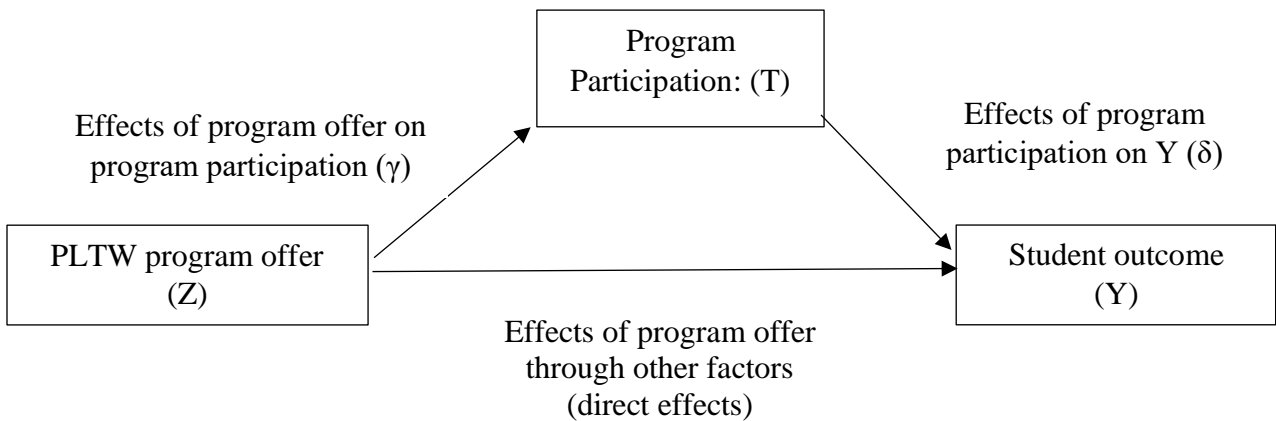 Program
Participation: (T)
Effects of program offer on
program participation (γ)
Effects of program
participation on Y (δ)
PLTW program offer
(Z)
Student outcome
(Y)
Effects of program offer
through other factors
(direct effects)